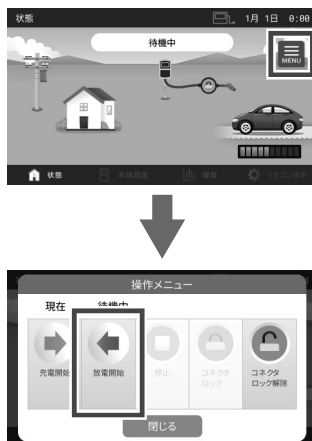 状態 1月 1日 0:00
待機中
MENU
状態 本体設定 履歴 リモコン設定
操作メニュー
現在 待機中
充電開始 放電開始 停止 コネクタ
ロック コネクタ
ロック解除
閉じる